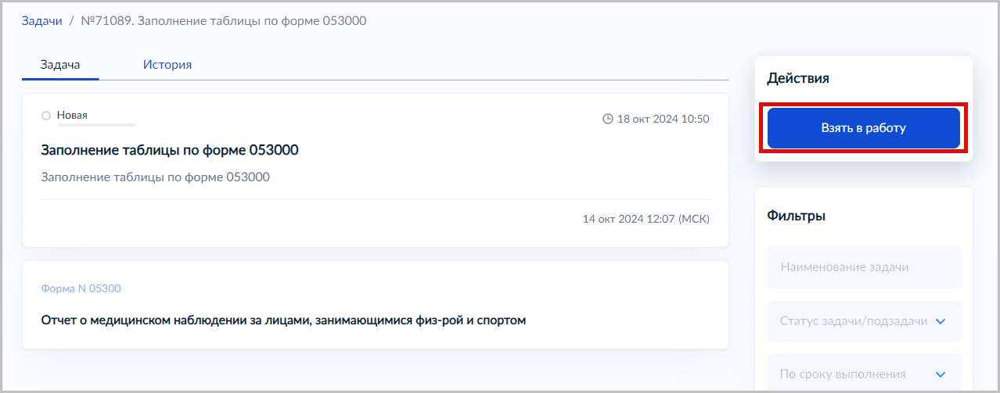 Задачи / №71089. Заполнение таблицы по форме 053000
Задача История
Новая
18 окт 2024 10:50
Заполнение таблицы по форме 053000
Заполнение таблицы по форме 053000
14 окт 2024 12:07 (МСК)
Форма N 05300
Отчет о медицинском наблюдении за лицами, занимающимися физ-рой и спортом
Действия
Взять в работу
Фильтры
Наименование задачи
Статус задачи/подзадачи
По сроку выполнения